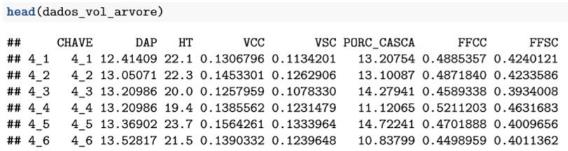 head(dados_vol_arvore)
## CHAVE DAP HT VCC VSC PORC_CASCA FFCC FFSC
## 4_1 4_1 12.41409 22.1 0.1306796 0.1134201 13.20754 0.4885357 0.4240121
## 4_2 4_2 13.05071 22.3 0.1453301 0.1262906 13.10087 0.4871840 0.4233586
## 4_3 4_3 13.20986 20.0 0.1257959 0.1078330 14.27941 0.4589338 0.3934008
## 4_4 4_4 13.20986 19.4 0.1385562 0.1231479 11.12065 0.5211203 0.4631683
## 4_5 4_5 13.36902 23.7 0.1564261 0.1333964 14.72241 0.4701888 0.4009656
## 4_6 4_6 13.52817 21.5 0.1390332 0.1239648 10.83799 0.4498959 0.4011362